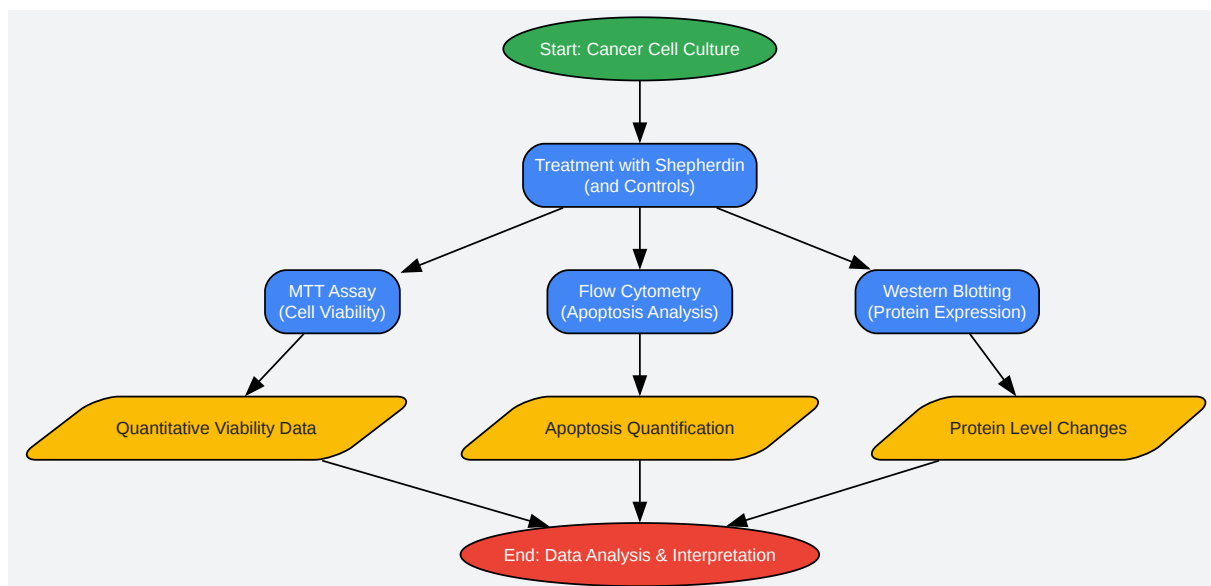 Start: Cancer Cell Culture
Treatment with Shepherdin
(and Controls)
MTT Assay
(Cell Viability)
Flow Cytometry
(Apoptosis Analysis)
Western Blotting
(Protein Expression)
Quantitative Viability Data
Apoptosis Quantification
Protein Level Changes
End: Data Analysis & Interpretation